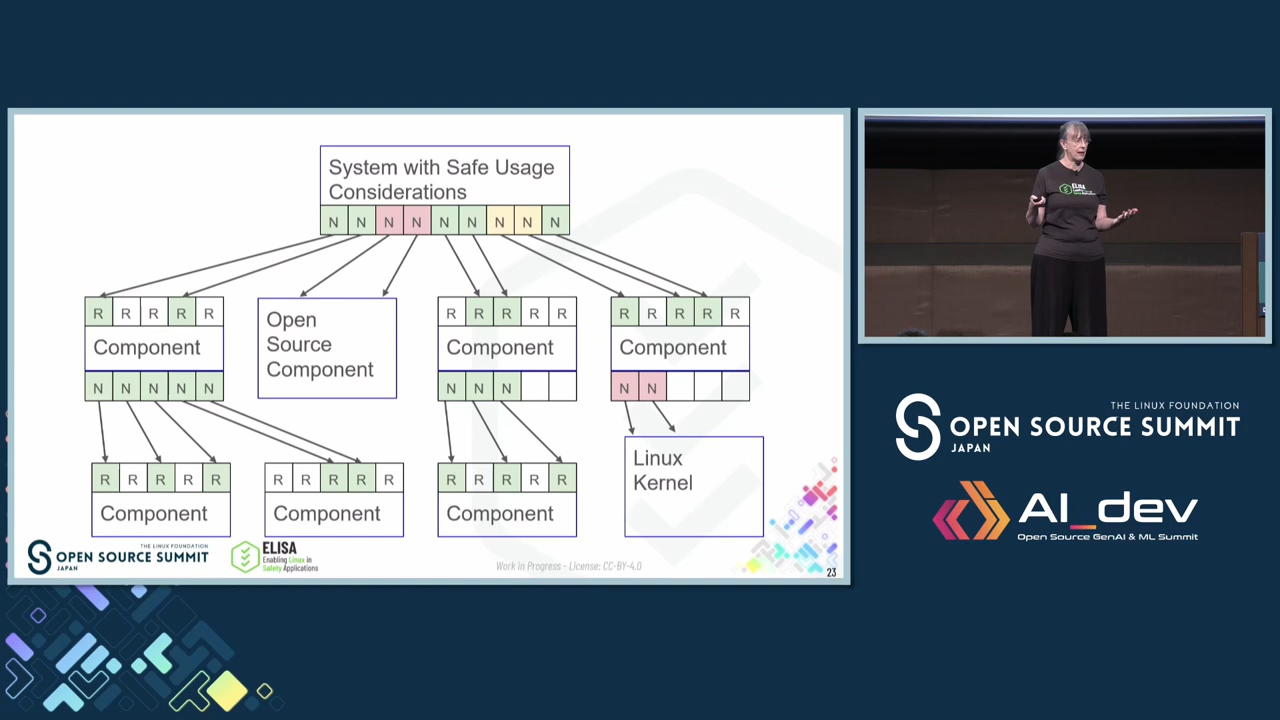 System with Safe Usage
Considerations
N N N N N N N N N
R R R R R
Component
N N N N N
Open
Source
Component
R R R R R
Component
N N N
R R R R R
Component
N N
R R R R R
Component
R R R R R
Component
R R R R R
Component
Linux
Kernel
THE LINUX FOUNDATION
OPEN SOURCE SUMMIT
JAPAN
ELISA
Enabling Linux in
Safety Applications
Work in Progress - License: CC-BY-4.0
23
ELISA
THE LINUX FOUNDATION
OPEN SOURCE SUMMIT
JAPAN
AI_dev
Open Source GenAI & ML Summit